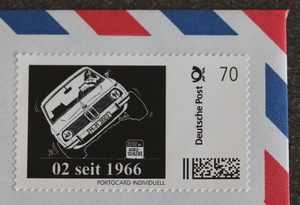 02 seit 1966
PORTOCARD INDIVIDUELL
Deutsche Post
70